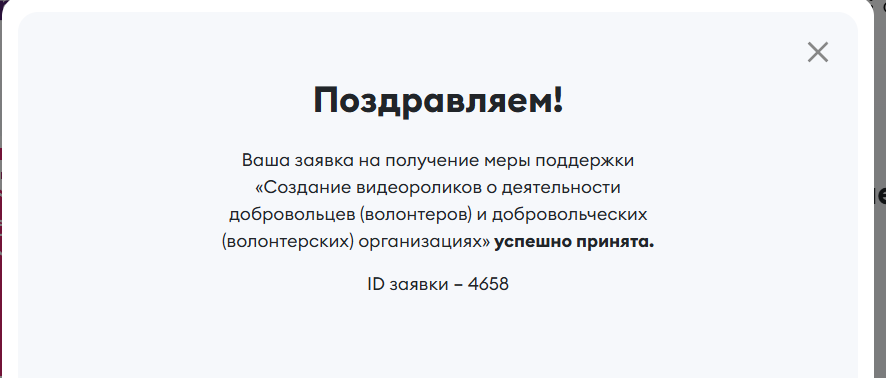 Поздравляем!
Ваша заявка на получение меры поддержки
«Создание видеороликов о деятельности
добровольцев (волонтеров) и добровольческих
(волонтерских) организациях» успешно принята.
ID заявки – 4658